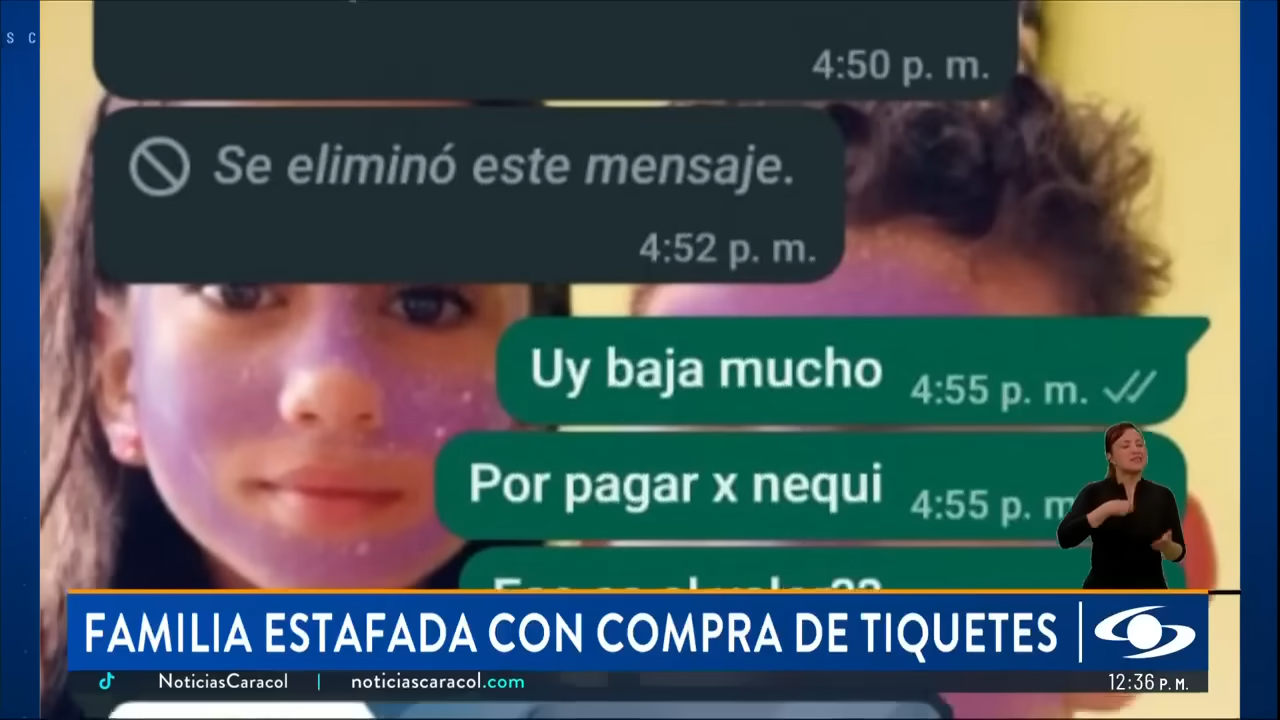 S C
4:50 p. m.
Se eliminó este mensaje.
4:52 p. m.
Uy baja mucho 4:55 p. m.
Por pagar x nequi 4:55 p. m
FAMILIA ESTAFADA CON COMPRA DE TIQUETES
NoticiasCaracol | noticiascaracol.com
12:36 P. M.